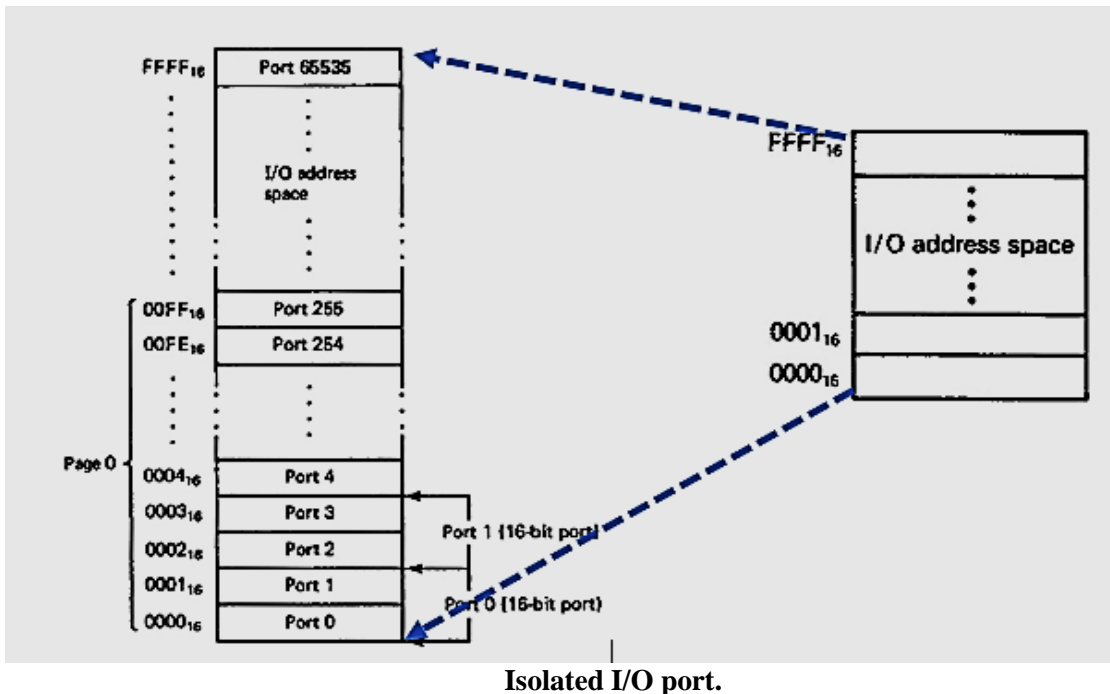 FFFF₁₆ Port 65535
I/O address
space
00FF₁₆ Port 255
00FE₁₆ Port 254
Page 0
0004₁₆ Port 4
0003₁₆ Port 3
0002₁₆ Port 2
0001₁₆ Port 1
0000₁₆ Port 0
Port 1 (16-bit port)
Port 0 (16-bit port)
FFFF₁₆
I/O address space
0001₁₆
0000₁₆
Isolated I/O port.